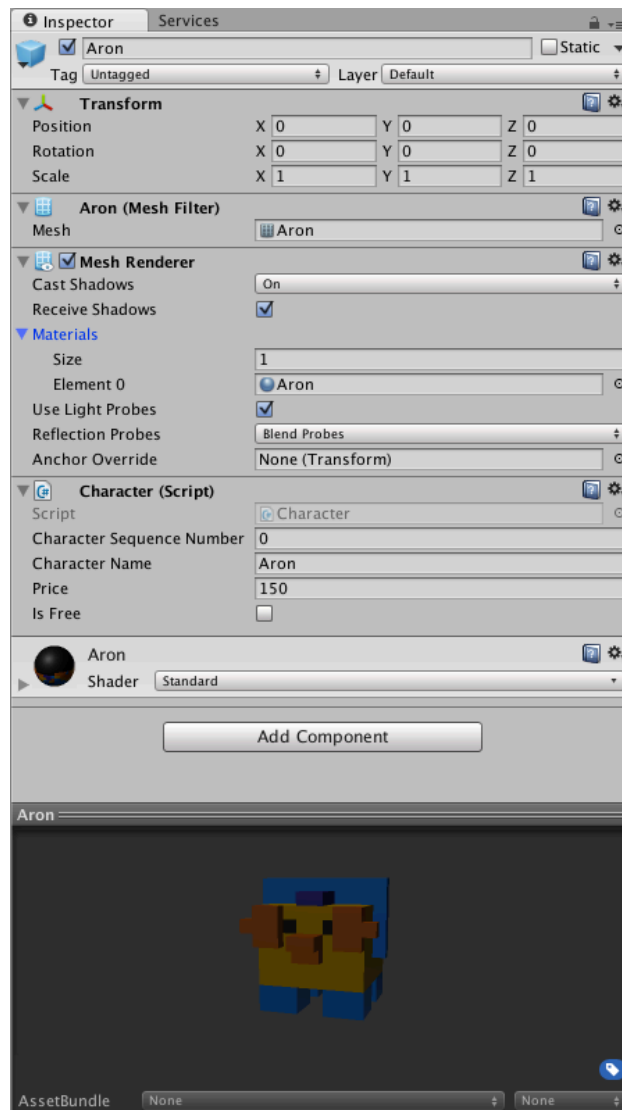 Inspector Services
Aron Static
Tag Untagged Layer Default
Transform
Position X 0 Y 0 Z 0
Rotation X 0 Y 0 Z 0
Scale X 1 Y 1 Z 1
Aron (Mesh Filter)
Mesh Aron
Mesh Renderer
Cast Shadows On
Receive Shadows
Materials
Size 1
Element 0 Aron
Use Light Probes
Reflection Probes Blend Probes
Anchor Override None (Transform)
Character (Script)
Script Character
Character Sequence Number 0
Character Name Aron
Price 150
Is Free
Aron
Shader Standard
Add Component
Aron
AssetBundle None None